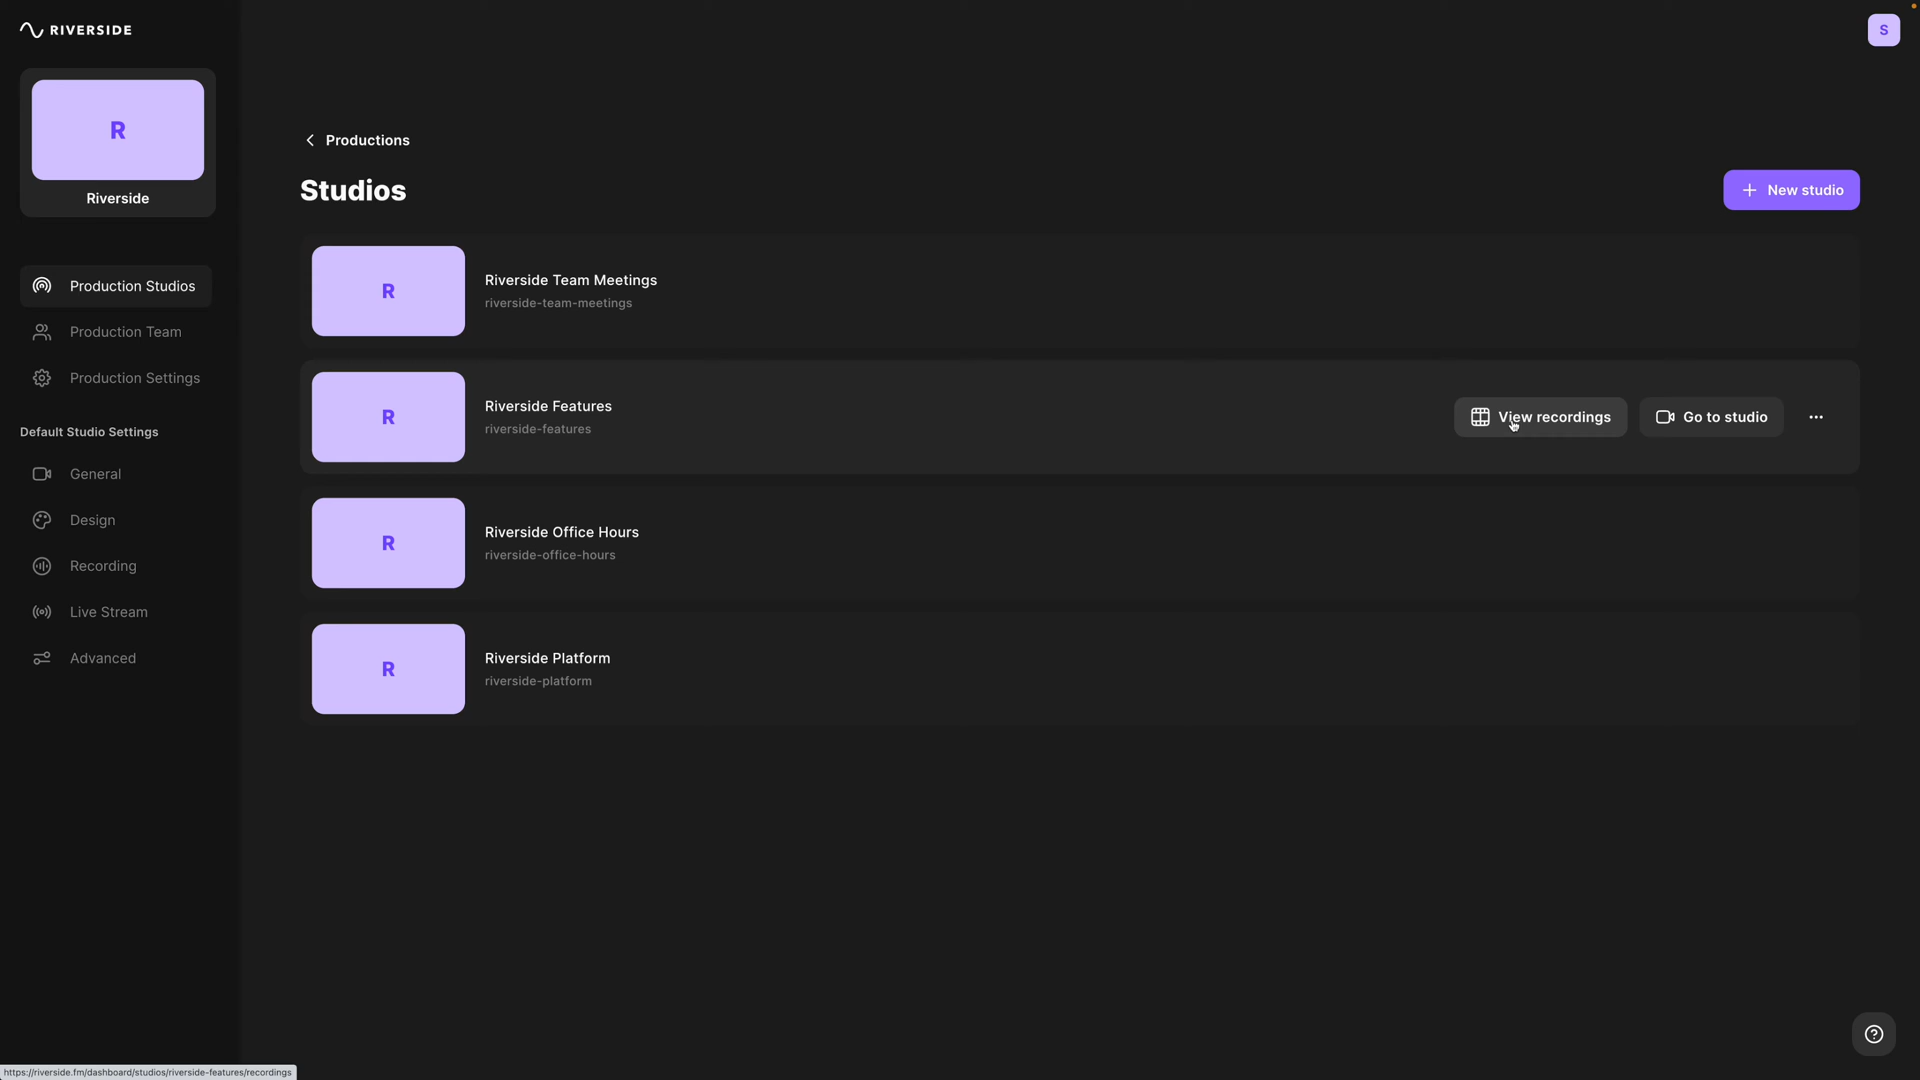 RIVERSIDE
S
R
Riverside
Production Studios
Production Team
Production Settings
Default Studio Settings
General
Design
Recording
Live Stream
Advanced
Productions
Studios
New studio
R
Riverside Team Meetings
riverside-team-meetings
R
Riverside Features
riverside-features
View recordings
Go to studio
R
Riverside Office Hours
riverside-office-hours
R
Riverside Platform
riverside-platform
https://riverside.fm/dashboard/studios/riverside-features/recordings